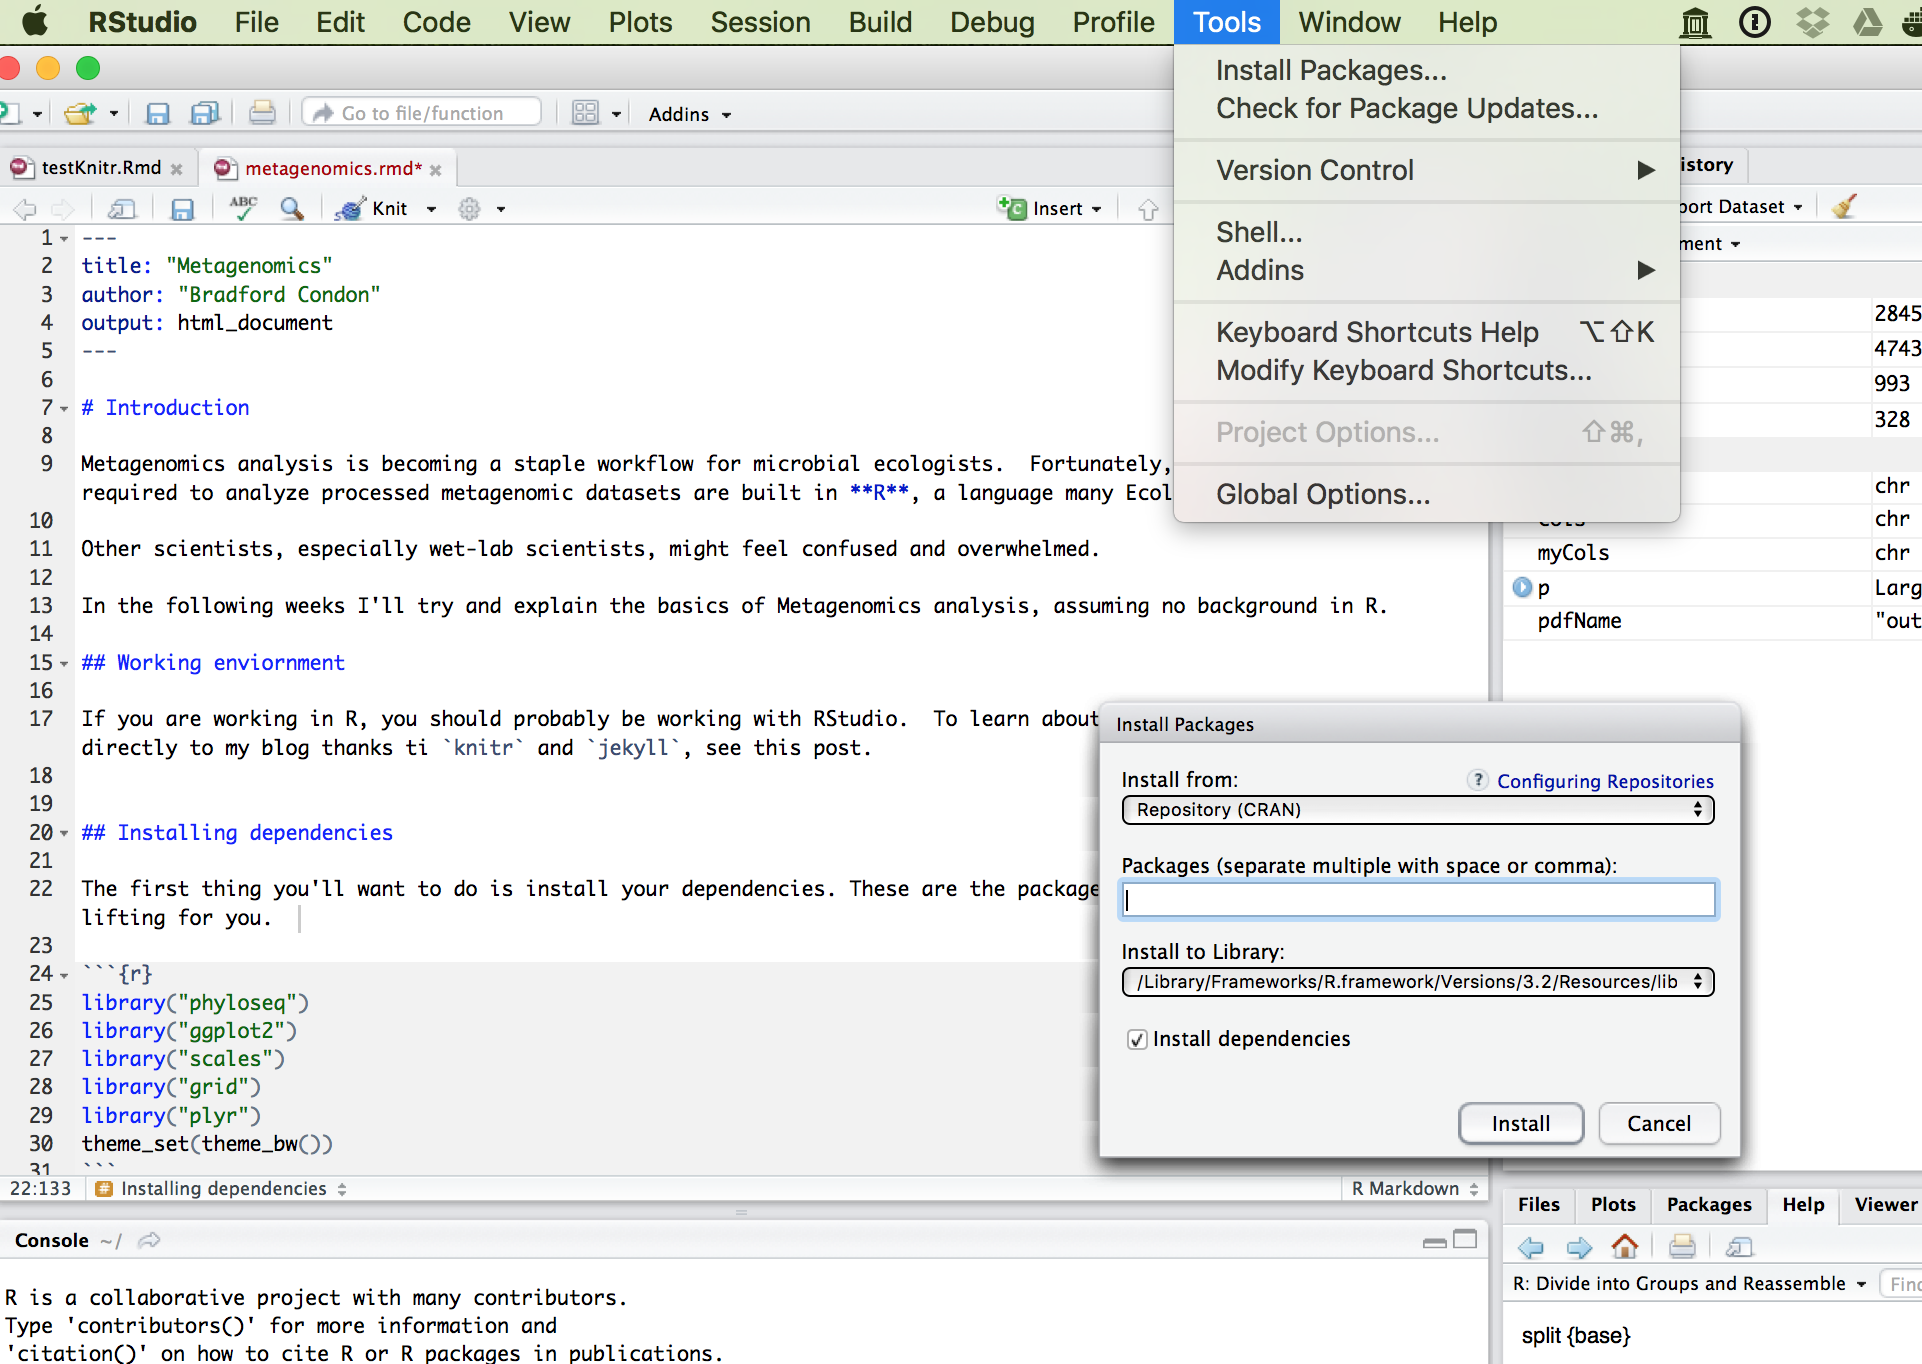 RStudio File Edit Code View Plots Session Build Debug Profile Tools Window Help
Install Packages...
Check for Package Updates...
Version Control
Shell...
Addins
Keyboard Shortcuts Help ⌥⇧K
Modify Keyboard Shortcuts...
Project Options... ⇧⌘,
Global Options...
Go to file/function
Addins
testKnitr.Rmd
metagenomics.rmd*
ABC
Knit
Insert
1 ---
2 title: "Metagenomics"
3 author: "Bradford Condon"
4 output: html_document
5 ---
6
7 # Introduction
8
9 Metagenomics analysis is becoming a staple workflow for microbial ecologists.  Fortunately,
required to analyze processed metagenomic datasets are built in **R**, a language many Ecol
10
11 Other scientists, especially wet-lab scientists, might feel confused and overwhelmed.
12
13 In the following weeks I'll try and explain the basics of Metagenomics analysis, assuming no background in R.
14
15 ## Working enviornment
16
17 If you are working in R, you should probably be working with RStudio.  To learn about
directly to my blog thanks ti `knitr` and `jekyll`, see this post.
18
19
20 ## Installing dependencies
21
22 The first thing you'll want to do is install your dependencies. These are the package
lifting for you.
23
24 ```{r}
25 library("phyloseq")
26 library("ggplot2")
27 library("scales")
28 library("grid")
29 library("plyr")
30 theme_set(theme_bw())
31 ```
22:133 # Installing dependencies
R Markdown
Console ~/
R is a collaborative project with many contributors.
Type 'contributors()' for more information and
'citation()' on how to cite R or R packages in publications.
istory
port Dataset
ment
2845
4743
993
328
chr
chr
myCols chr
p Larg
pdfName "out
Install Packages
Install from:
? Configuring Repositories
Repository (CRAN)
Packages (separate multiple with space or comma):
Install to Library:
/Library/Frameworks/R.framework/Versions/3.2/Resources/lib
Install dependencies
Install
Cancel
Files Plots Packages Help Viewer
R: Divide into Groups and Reassemble
Find
split {base}